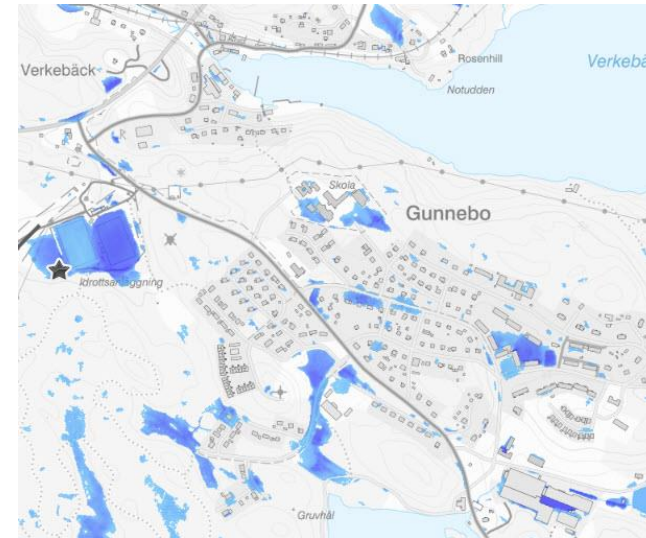 Rosenhill
Verkebäck
Verkebä
Notudden
Skola
Gunnebo
Idrottsanläggning
Gruvhål